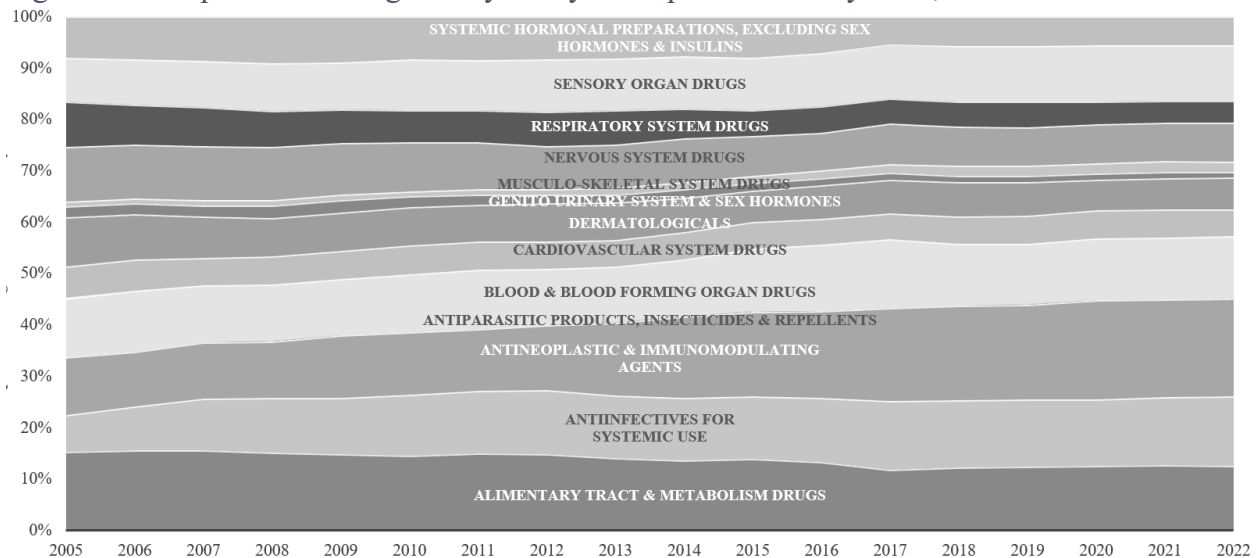 100%
90%
80%
70%
60%
50%
40%
30%
20%
10%
0%
SYSTEMIC HORMONAL PREPARATIONS, EXCLUDING SEX
HORMONES & INSULINS
SENSORY ORGAN DRUGS
RESPIRATORY SYSTEM DRUGS
NERVOUS SYSTEM DRUGS
MUSCULO-SKELETAL SYSTEM DRUGS
GENITO URINARY SYSTEM & SEX HORMONES
DERMATOLOGICALS
CARDIOVASCULAR SYSTEM DRUGS
BLOOD & BLOOD FORMING ORGAN DRUGS
ANTIPARASITIC PRODUCTS, INSECTICIDES & REPELLENTS
ANTINEOPLASTIC & IMMUNOMODULATING
AGENTS
ANTIINFECTIVES FOR
SYSTEMIC USE
ALIMENTARY TRACT & METABOLISM DRUGS
2005 2006 2007 2008 2009 2010 2011 2012 2013 2014 2015 2016 2017 2018 2019 2020 2021 2022